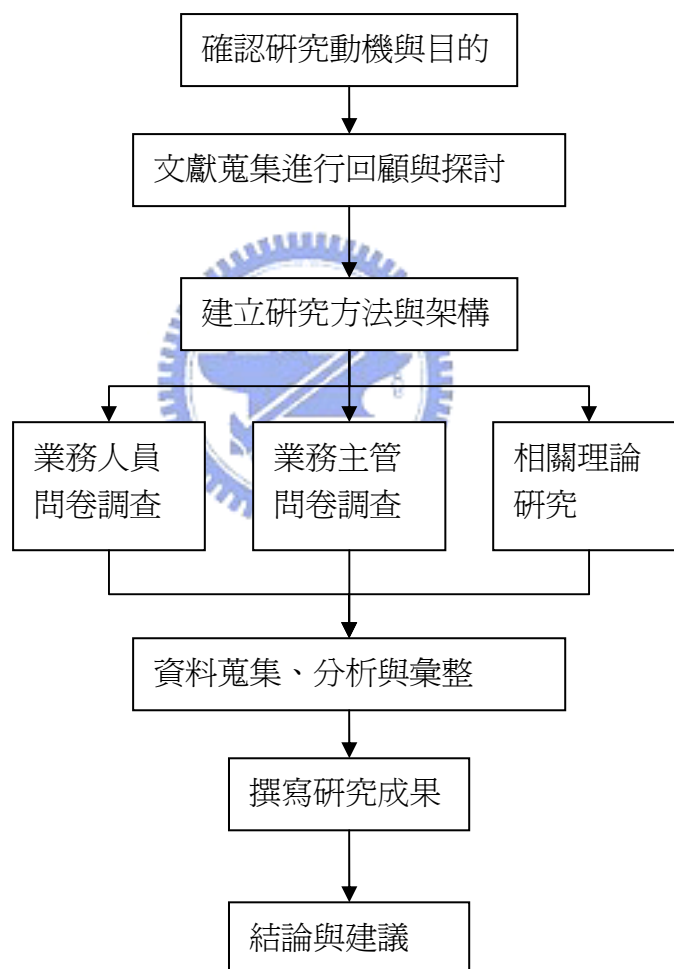 確認研究動機與目的
文獻蒐集進行回顧與探討
建立研究方法與架構
業務人員
問卷調查
業務主管
問卷調查
相關理論
研究
資料蒐集、分析與彙整
撰寫研究成果
結論與建議